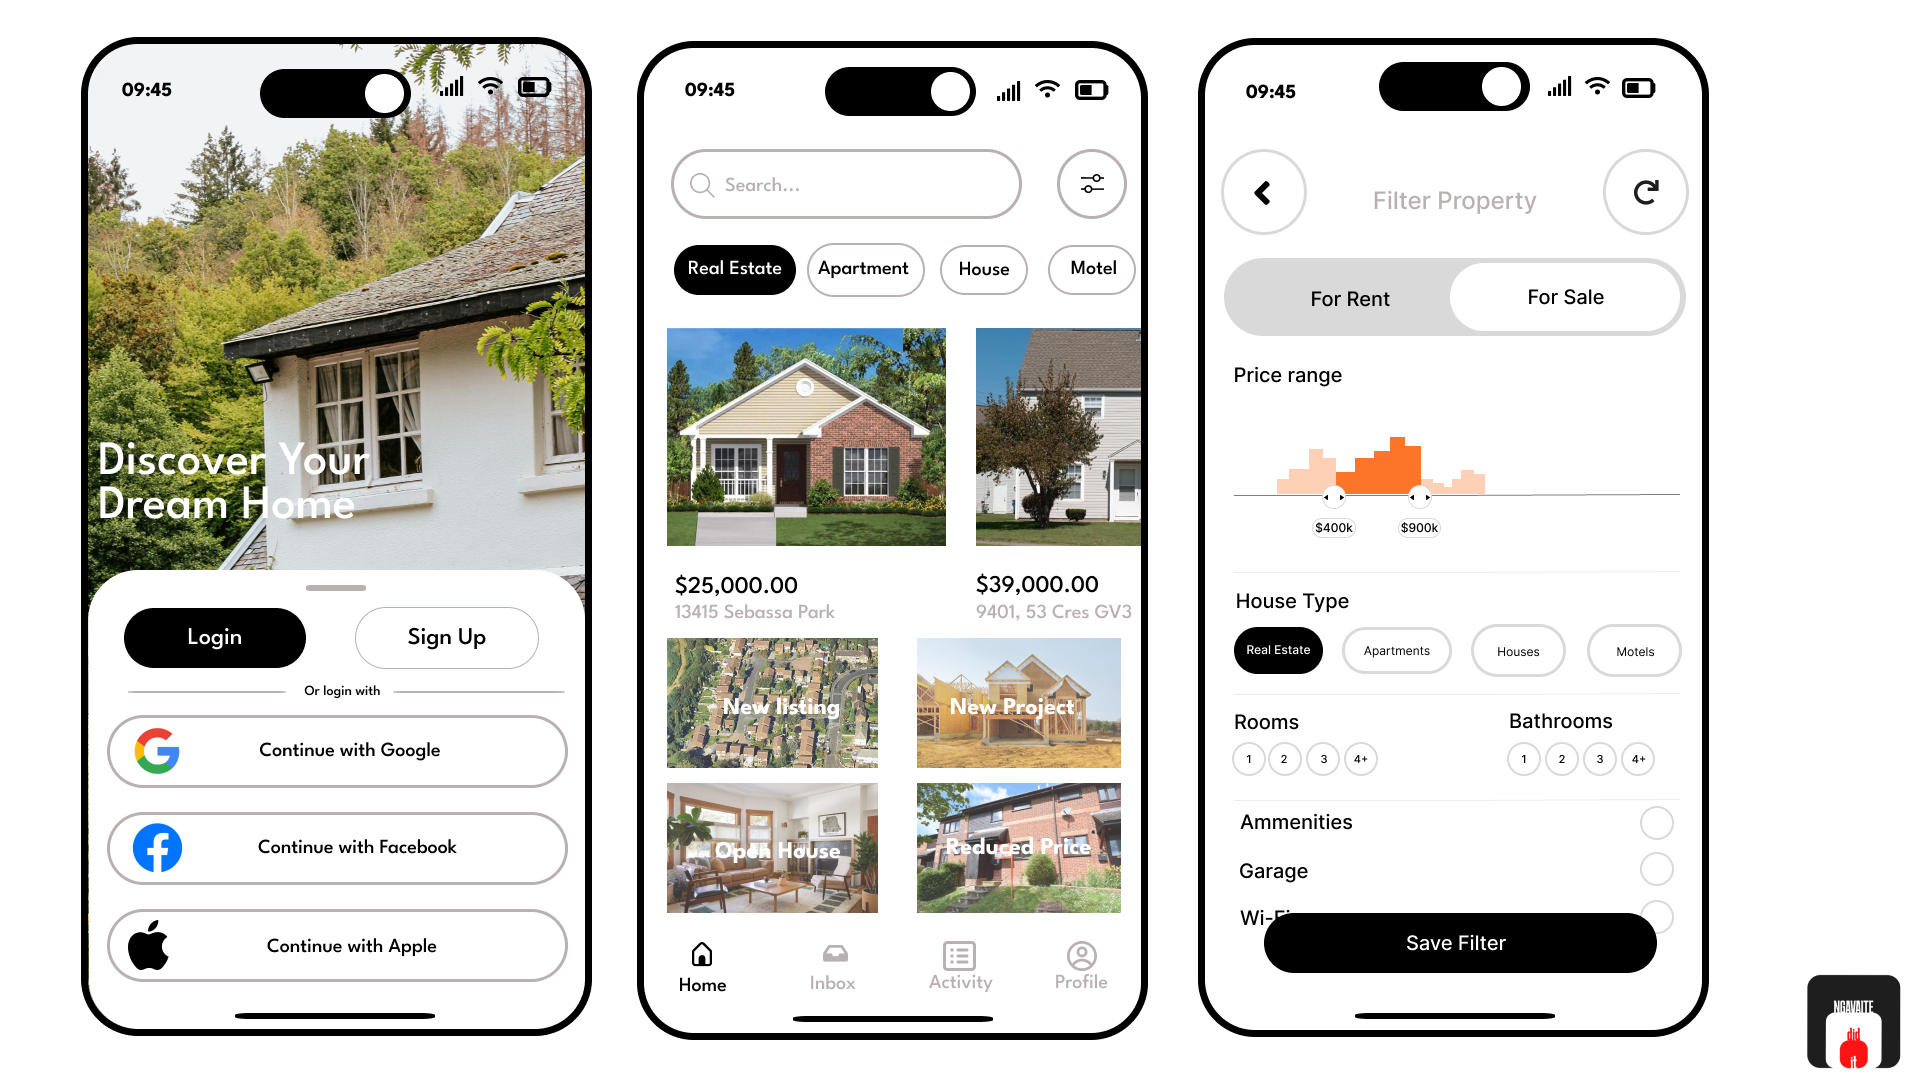 09:45
Discover Your
Dream Home
Login
Sign Up
Or login with
Continue with Google
Continue with Facebook
Continue with Apple
09:45
Search...
Real Estate
Apartment
House
Motel
$25,000.00
13415 Sebassa Park
$39,000.00
9401, 53 Cres GV3
New listing
New Project
Open House
Reduced Price
Home
Inbox
Activity
Profile
09:45
Filter Property
For Rent
For Sale
Price range
$400k
$900k
House Type
Real Estate
Apartments
Houses
Motels
Rooms
1
2
3
4+
Bathrooms
1
2
3
4+
Ammenities
Garage
Wi-Fi
Save Filter
NGAVAITE
did
it